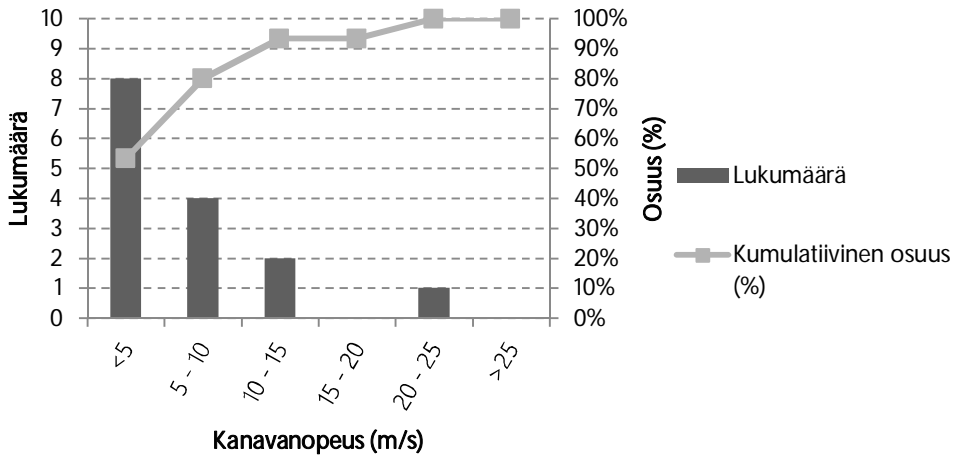 10
9
8
7
6
5
4
3
2
1
0
Lukumäärä
100%
90%
80%
70%
60%
50%
40%
30%
20%
10%
0%
Osuus (%)
<5
5 - 10
10 - 15
15 - 20
20 - 25
>25
Kanavanopeus (m/s)
Lukumäärä
Kumulatiivinen osuus
(%)